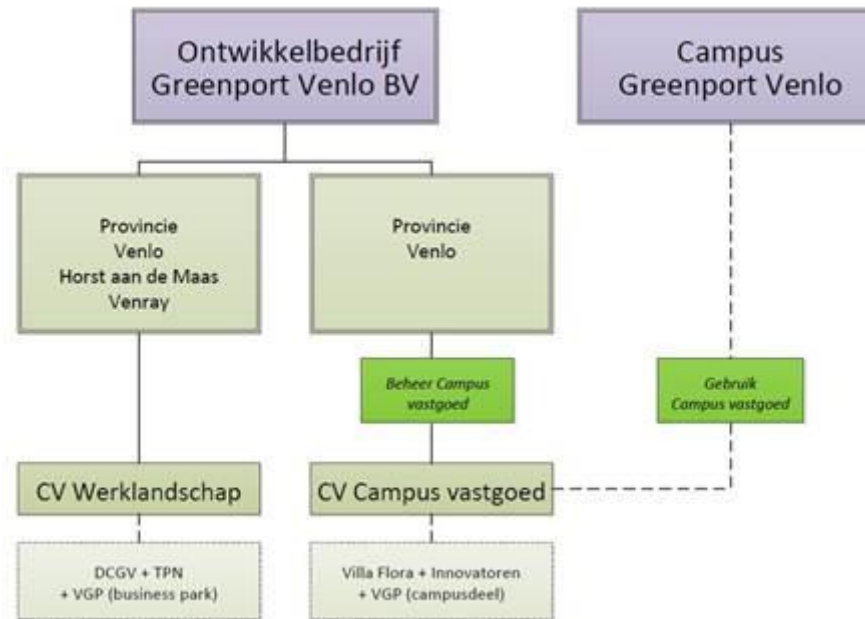 Ontwikkelbedrijf
Greenport Venlo BV
Campus
Greenport Venlo
Provincie
Venlo
Horst aan de Maas
Venray
Provincie
Venlo
Beheer Campus
vastgoed
Gebruik
Campus vastgoed
CV Werklandschap
CV Campus vastgoed
DCGV + TPN
+ VGP (business park)
Villa Flora + Innovatoren
+ VGP (campusdeel)